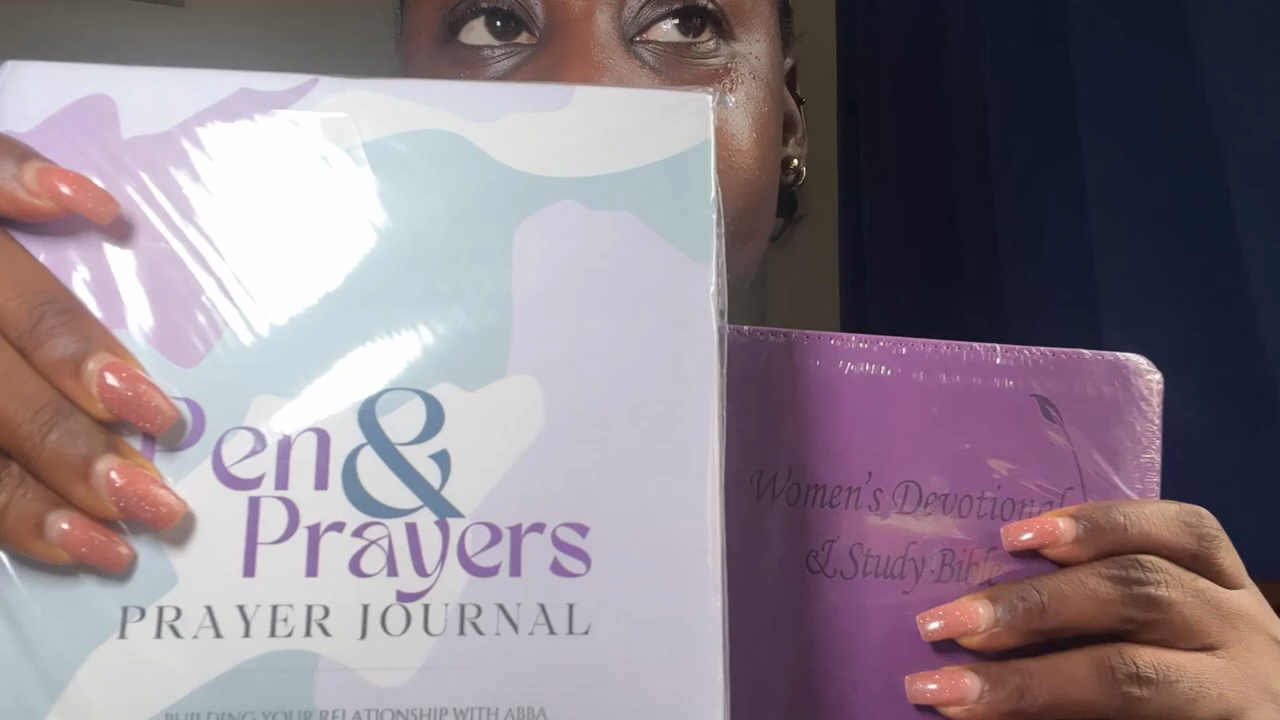 Pen &
Prayers
PRAYER JOURNAL
BUILDING YOUR RELATIONSHIP WITH ABBA
Women's Devotional
& Study Bible